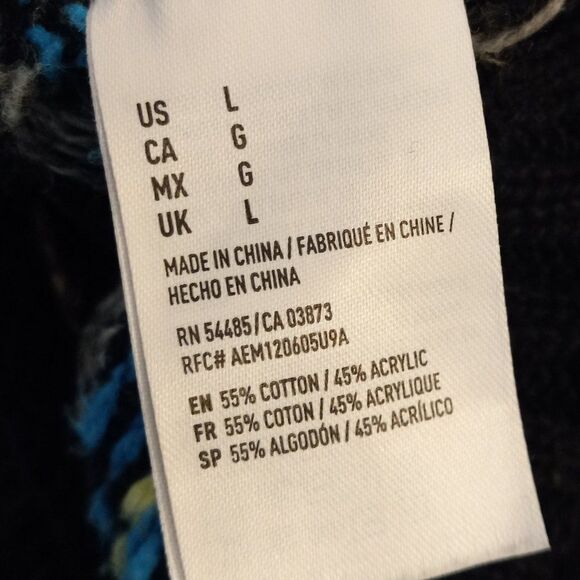 US L
CA G
MX G
UK L
MADE IN CHINA / FABRIQUÉ EN CHINE /
HECHO EN CHINA
RN 54485/CA 03873
RFC# AEM120605U9A
EN 55% COTTON / 45% ACRYLIC
FR 55% COTON / 45% ACRYLIQUE
SP 55% ALGODÓN / 45% ACRÍLICO